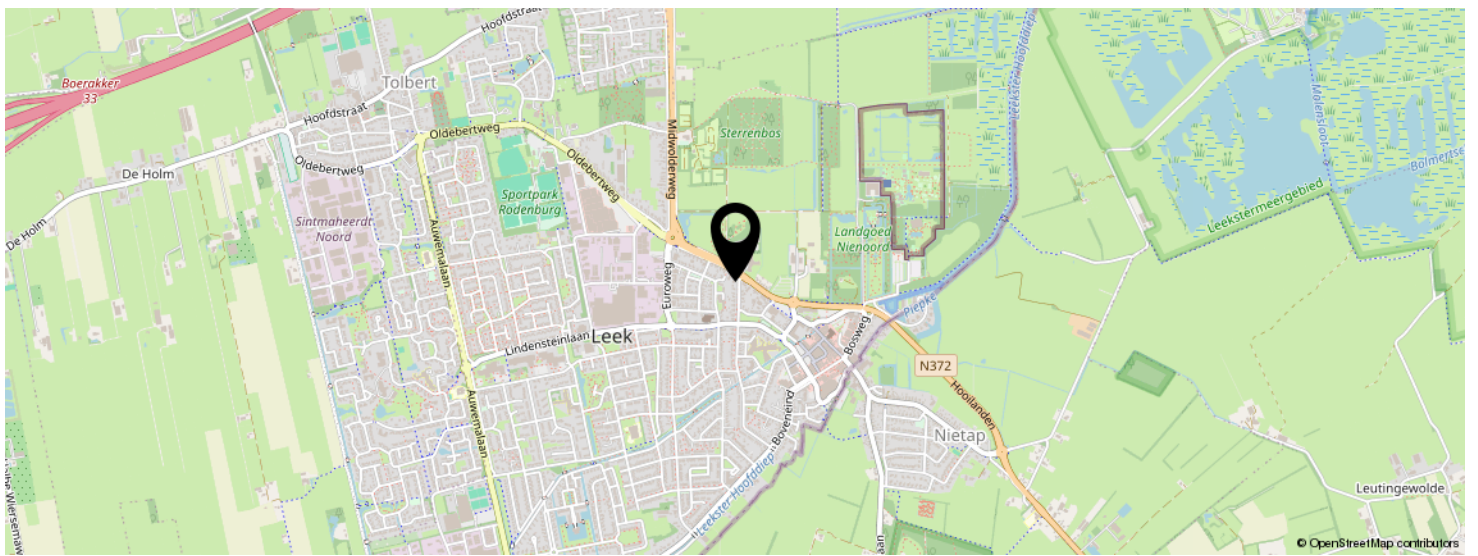 Hoofdstraat
Boerakker
33
Tolbert
Hoofdstraat
Oldebertweg
Oldebertweg
De Holm
De Holm
Sintmaheerdt
Noord
Auwemalaan
Sportpark
Rodenburg
Oldebertweg
Midwolderweg
Sterrenbos
Landgoed
Nienoord
Leekster Hoofddiep
Molensloot
Leekstermeergebied
Euroweg
Piepke
Leek
Lindensteinlaan
Bosweg
N372
Hooilanden
Auwemalaan
Boveneind
Nietap
Leekster Hoofddiep
Leutingewolde
© OpenStreetMap contributors